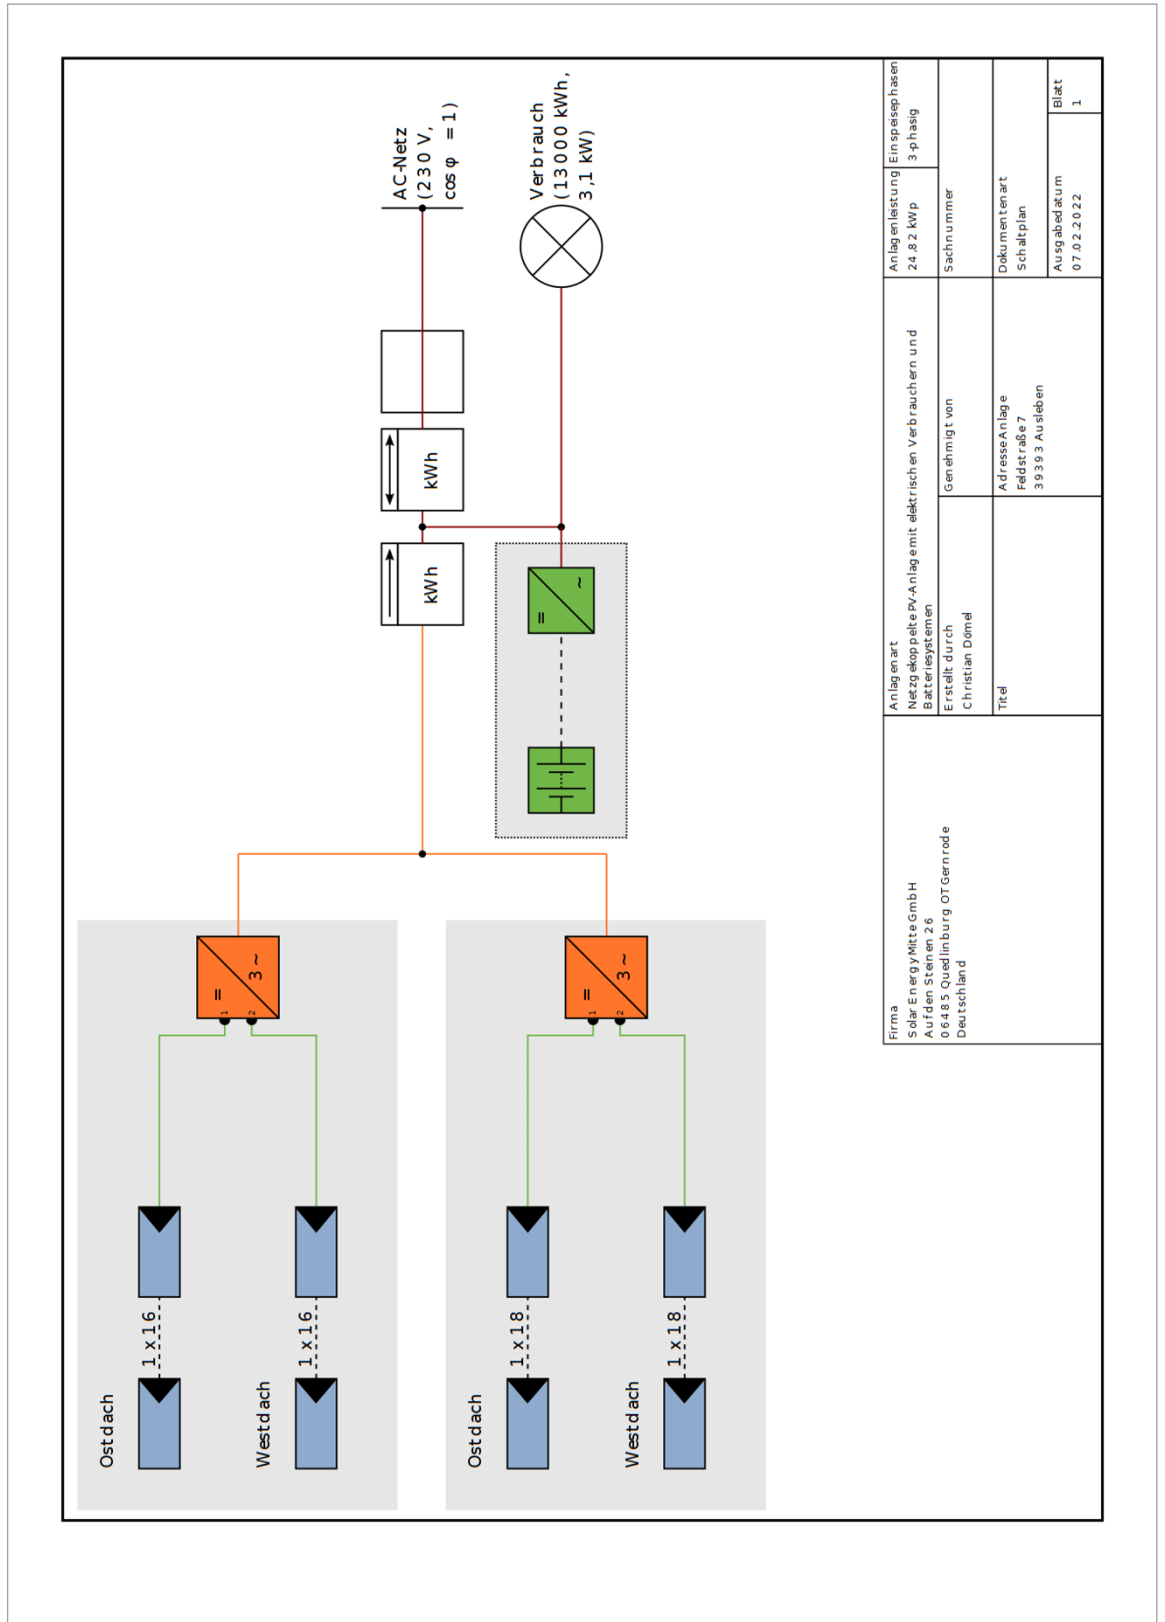 Ostdach
1 x 16
Westdach
1 x 16
=
3 ~
1
2
Ostdach
1 x 18
Westdach
1 x 18
=
3 ~
1
2
kWh
kWh
AC-Netz
(230 V,
cos φ = 1)
=
~
Verbrauch
(13000 kWh,
3,1 kW)
Firma
Solar Energy Mitte GmbH
Auf den Steinen 26
06485 Quedlinburg OT Gernrode
Deutschland
Anlagenart
Netzgekoppelte PV-Anlage mit elektrischen Verbrauchern und
Batteriesystemen
Anlagenleistung
24,82 kWp
Einspeisephasen
3-phasig
Erstellt durch
Christian Dömel
Genehmigt von
Sachnummer
Titel
Adresse Anlage
Feldstraße 7
39393 Ausleben
Dokumentenart
Schaltplan
Ausgabedatum
07.02.2022
Blatt
1